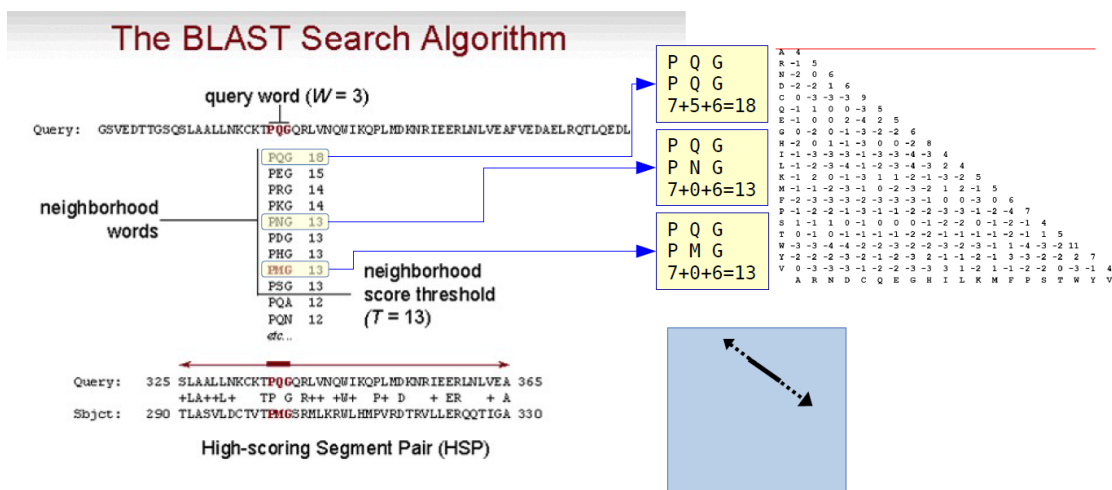 The BLAST Search Algorithm
query word (W = 3)
Query: GSVEDTTGSQSLAALLNKCKTPQGQRLVNQWIKQPLMDKNRIEERLNLVEAFVEDAELRQTLQEDL
PQG 18
PEG 15
PRG 14
PKG 14
PNG 13
PDG 13
PHG 13
PMG 13
PSG 13
PQA 12
PQN 12
etc...
neighborhood
words
neighborhood
score threshold
(T = 13)
Query: 325 SLAALLNKCKTPQGQRLVNQWIKQPLMDKNRIEERLNLVEA 365
+LA++L+ TP G R++ +W+ P+ D + ER + A
Sbjct: 290 TLASVLDCTVTPMGSRMLKRWLHMPVRDTRVLLERQQTIGA 330
High-scoring Segment Pair (HSP)
P Q G
P Q G
7+5+6=18
P Q G
P N G
7+0+6=13
P Q G
P M G
7+0+6=13
A 4
R -1 5
N -2 0 6
D -2 -2 1 6
C 0 -3 -3 -3 9
Q -1 1 0 0 -3 5
E -1 0 0 2 -4 2 5
G 0 -2 0 -1 -3 -2 -2 6
H -2 0 1 -1 -3 0 0 -2 8
I -1 -3 -3 -3 -1 -3 -3 -4 -3 4
L -1 -2 -3 -4 -1 -2 -3 -4 -3 2 4
K -1 2 0 -1 -3 1 1 -2 -1 -3 -2 5
M -1 -1 -2 -3 -1 0 -2 -3 -2 1 2 -1 5
F -2 -3 -3 -3 -2 -3 -3 -3 -1 0 0 -3 0 6
P -1 -2 -2 -1 -3 -1 -1 -2 -2 -3 -3 -1 -2 -4 7
S 1 -1 1 0 -1 0 0 0 -1 -2 -2 0 -1 -2 -1 4
T 0 -1 0 -1 -1 -1 -1 -2 -2 -1 -1 -1 -1 -2 -1 1 5
W -3 -3 -4 -4 -2 -2 -3 -2 -2 -3 -2 -3 -1 1 -4 -3 -2 11
Y -2 -2 -2 -3 -2 -1 -2 -3 2 -1 -1 -2 -1 3 -3 -2 -2 2 7
V 0 -3 -3 -3 -1 -2 -2 -3 -3 3 1 -2 1 -1 -2 -2 0 -3 -1 4
A R N D C Q E G H I L K M F P S T W Y V